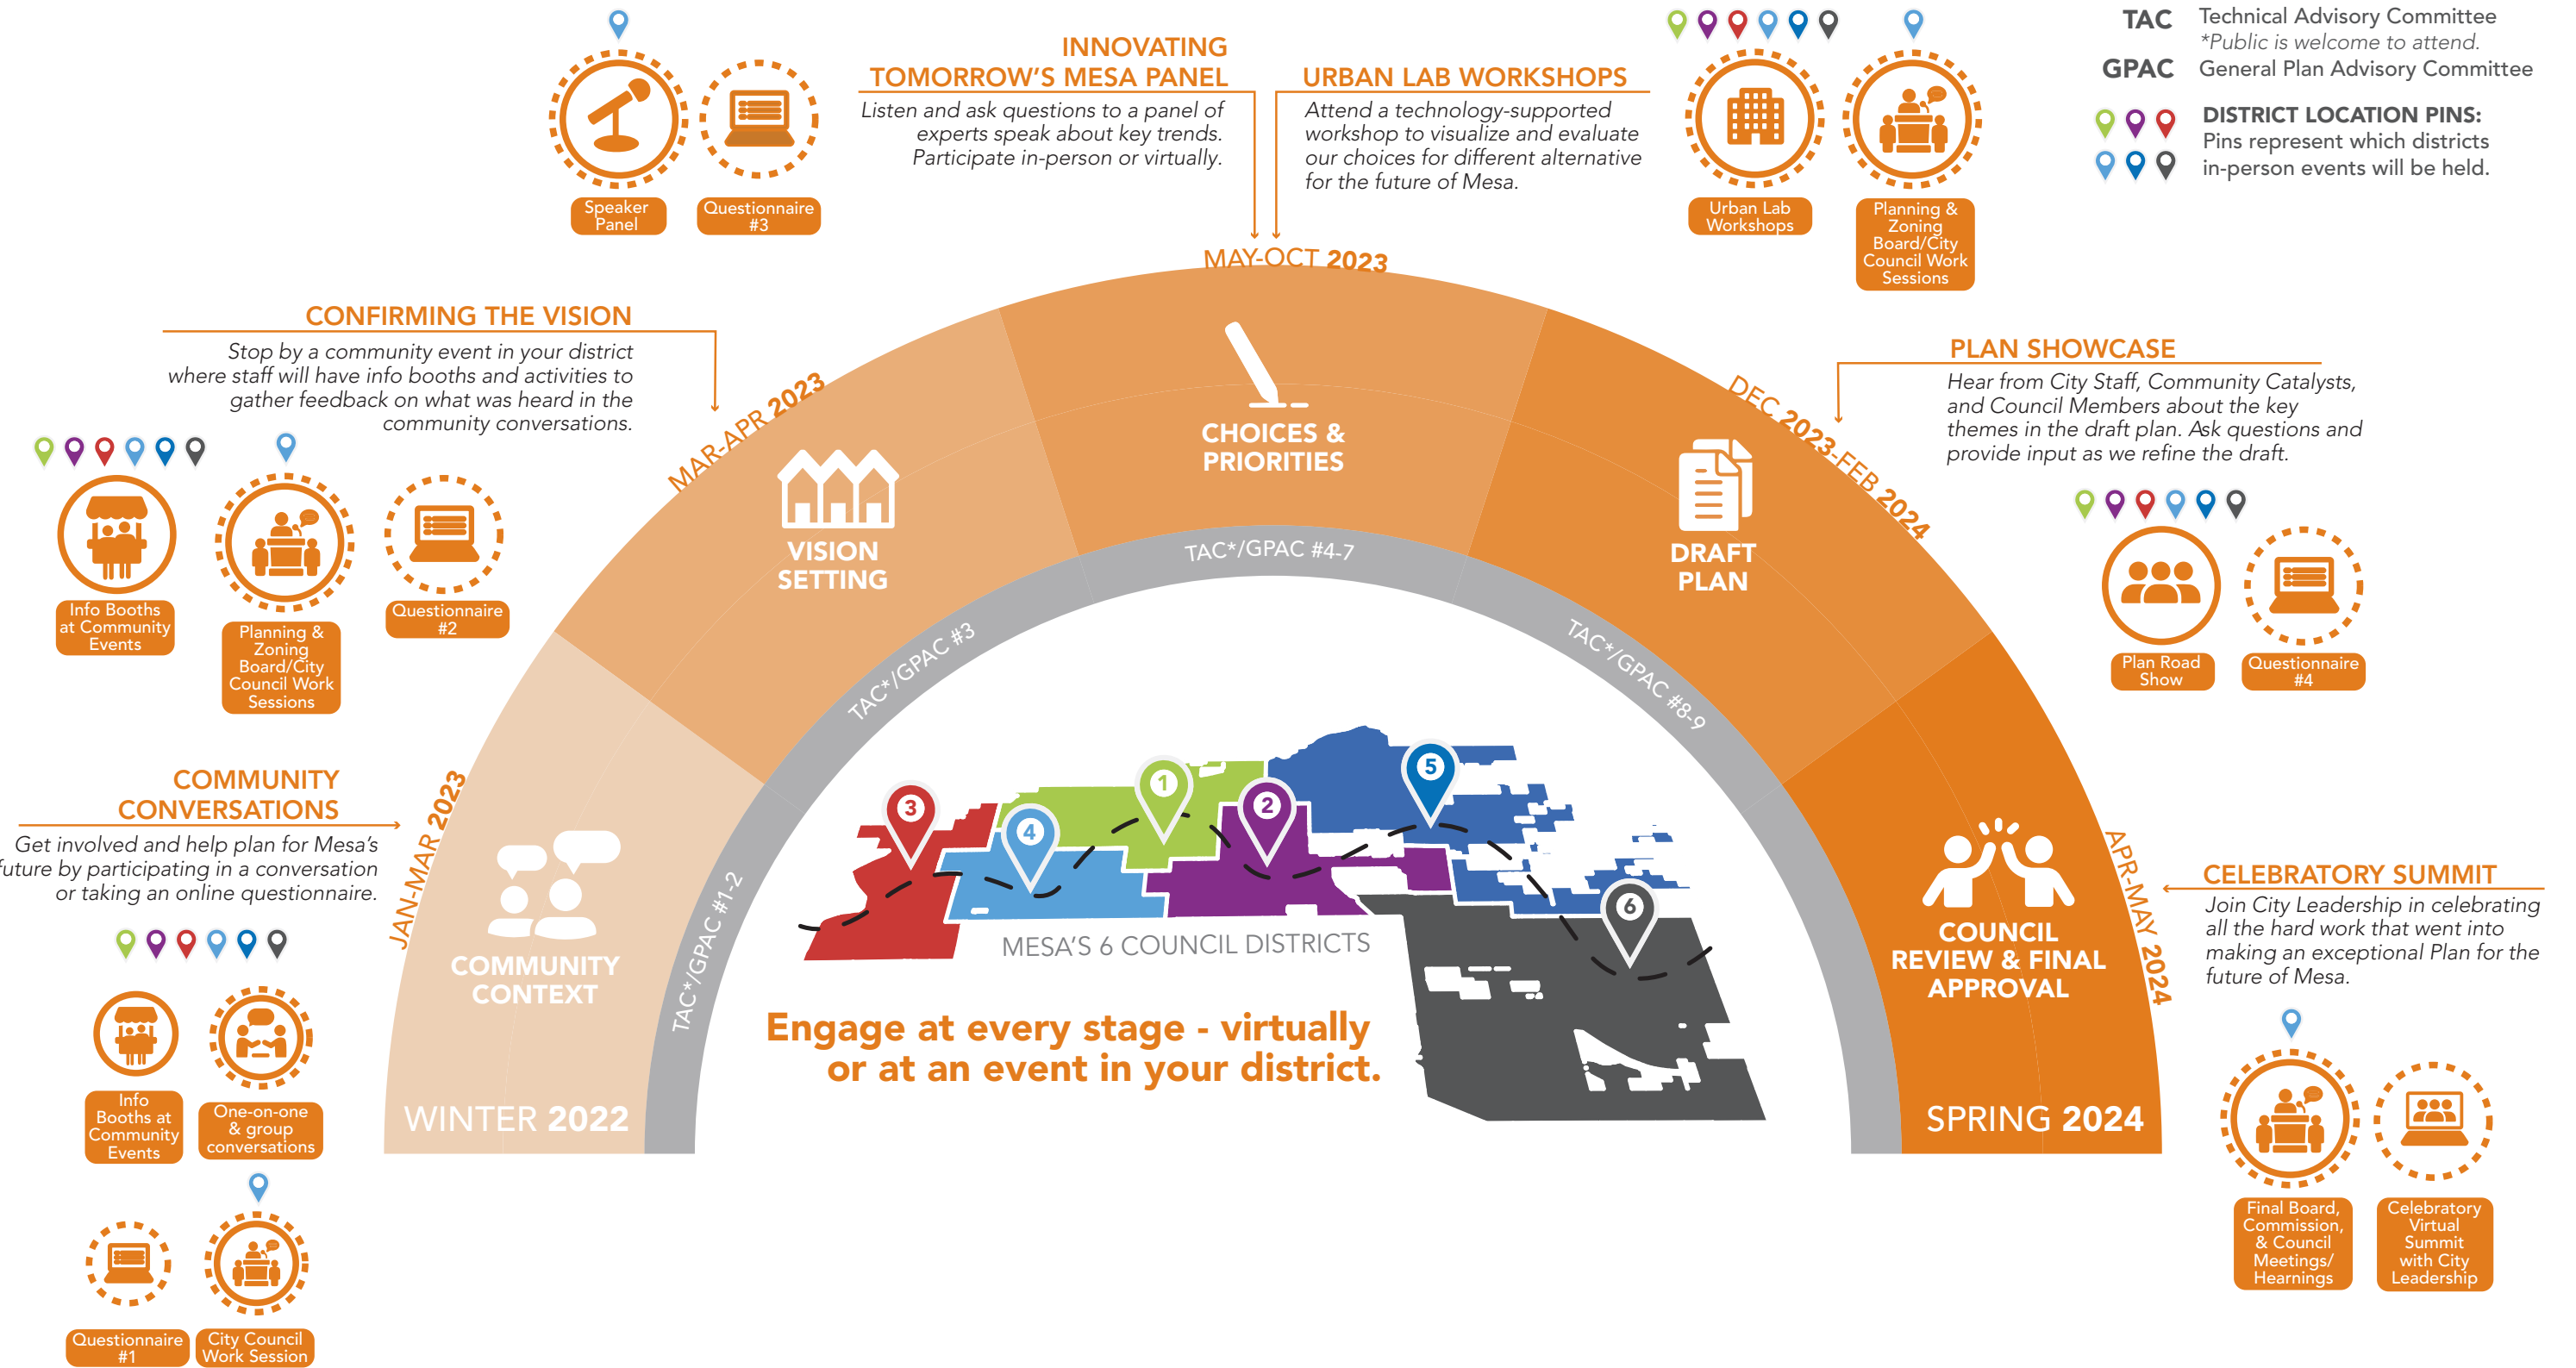 INNOVATING
TOMORROW'S MESA PANEL
Listen and ask questions to a panel of
experts speak about key trends.
Participate in-person or virtually.
Speaker
Panel
Questionnaire
#3
URBAN LAB WORKSHOPS
Attend a technology-supported
workshop to visualize and evaluate
our choices for different alternative
for the future of Mesa.
Urban Lab
Workshops
Planning &
Zoning
Board/City
Council Work
Sessions
TAC Technical Advisory Committee
*Public is welcome to attend.
GPAC General Plan Advisory Committee
DISTRICT LOCATION PINS:
Pins represent which districts
in-person events will be held.
CONFIRMING THE VISION
Stop by a community event in your district
where staff will have info booths and activities to
gather feedback on what was heard in the
community conversations.
Info Booths
at Community
Events
Planning &
Zoning
Board/City
Council Work
Sessions
Questionnaire
#2
COMMUNITY
CONVERSATIONS
Get involved and help plan for Mesa's
future by participating in a conversation
or taking an online questionnaire.
Info
Booths at
Community
Events
One-on-one
& group
conversations
Questionnaire
#1
City Council
Work Session
JAN-MAR 2023
COMMUNITY
CONTEXT
WINTER 2022
TAC*/GPAC #1-2
MAR-APR 2023
VISION
SETTING
TAC*/GPAC #3
MAY-OCT 2023
CHOICES &
PRIORITIES
TAC*/GPAC #4-7
DEC 2023-FEB 2024
DRAFT
PLAN
TAC*/GPAC #8-9
APR-MAY 2024
COUNCIL
REVIEW & FINAL
APPROVAL
SPRING 2024
3
4
1
2
5
6
MESA'S 6 COUNCIL DISTRICTS
Engage at every stage - virtually
or at an event in your district.
PLAN SHOWCASE
Hear from City Staff, Community Catalysts,
and Council Members about the key
themes in the draft plan. Ask questions and
provide input as we refine the draft.
Plan Road
Show
Questionnaire
#4
CELEBRATORY SUMMIT
Join City Leadership in celebrating
all the hard work that went into
making an exceptional Plan for the
future of Mesa.
Final Board,
Commission,
& Council
Meetings/
Hearnings
Celebratory
Virtual
Summit
with City
Leadership